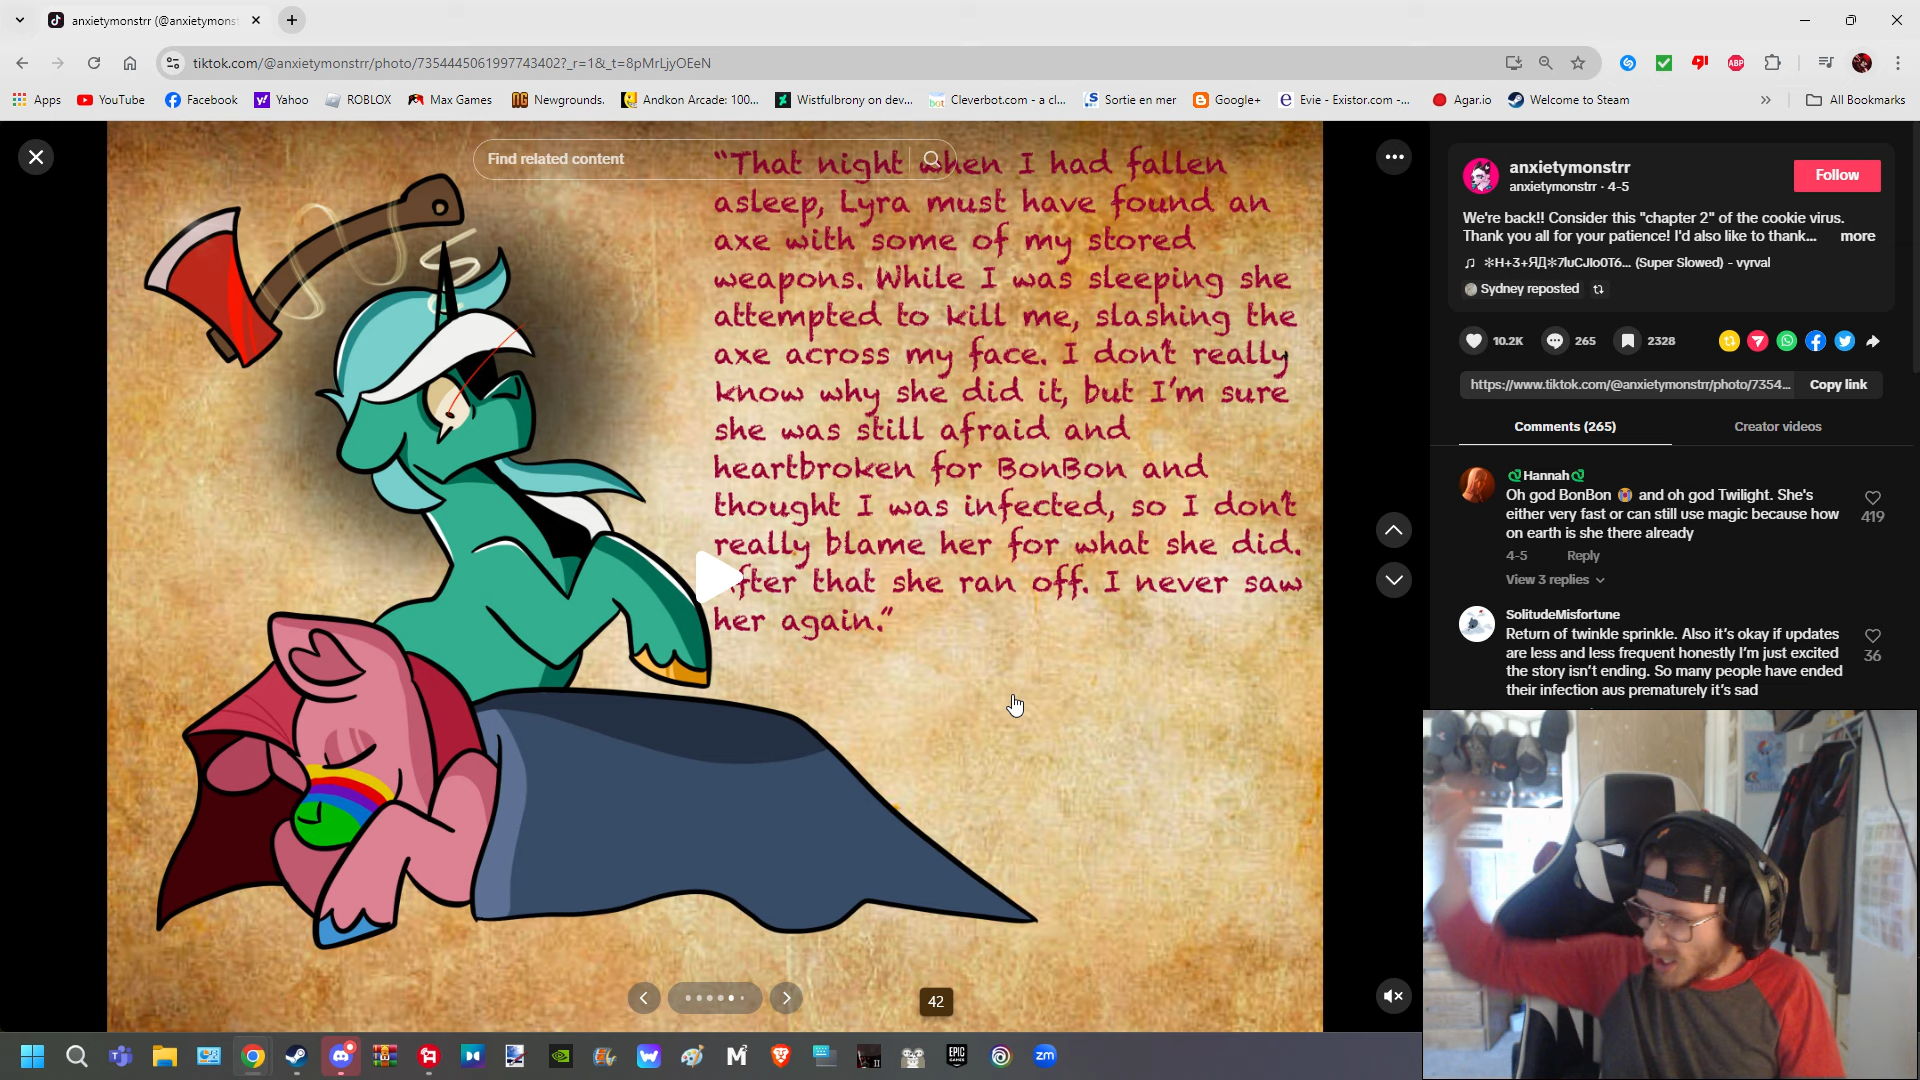 anxietymonstrr (@anxietymonst
tiktok.com/@anxietymonstrr/photo/7354445061997743402?_r=1&_t=8pMrLjyOEeN
Apps
YouTube
Facebook
Yahoo
ROBLOX
Max Games
Newgrounds.
Andkon Arcade: 100...
Wistfulbrony on dev...
Cleverbot.com - a cl...
Sortie en mer
Google+
Evie - Existor.com -...
Agar.io
Welcome to Steam
All Bookmarks
Find related content
“That night when I had fallen
asleep, Lyra must have found an
axe with some of my stored
weapons. While I was sleeping she
attempted to kill me, slashing the
axe across my face. I don't really
know why she did it, but I'm sure
she was still afraid and
heartbroken for BonBon and
thought I was infected, so I don't
really blame her for what she did.
After that she ran off. I never saw
her again.”
42
anxietymonstrr
anxietymonstrr · 4-5
Follow
We're back!! Consider this "chapter 2" of the cookie virus.
Thank you all for your patience! I'd also like to thank... more
(Super Slowed) - vyrval
Sydney reposted
10.2K
265
2328
https://www.tiktok.com/@anxietymonstrr/photo/7354...
Copy link
Comments (265)
Creator videos
Hannah
Oh god BonBon 😭 and oh god Twilight. She's
either very fast or can still use magic because how
on earth is she there already
419
4-5 Reply
View 3 replies
SolitudeMisfortune
Return of twinkle sprinkle. Also it's okay if updates
are less and less frequent honestly I'm just excited
the story isn't ending. So many people have ended
their infection aus prematurely it's sad
36
ABP
EPIC GAMES
zm